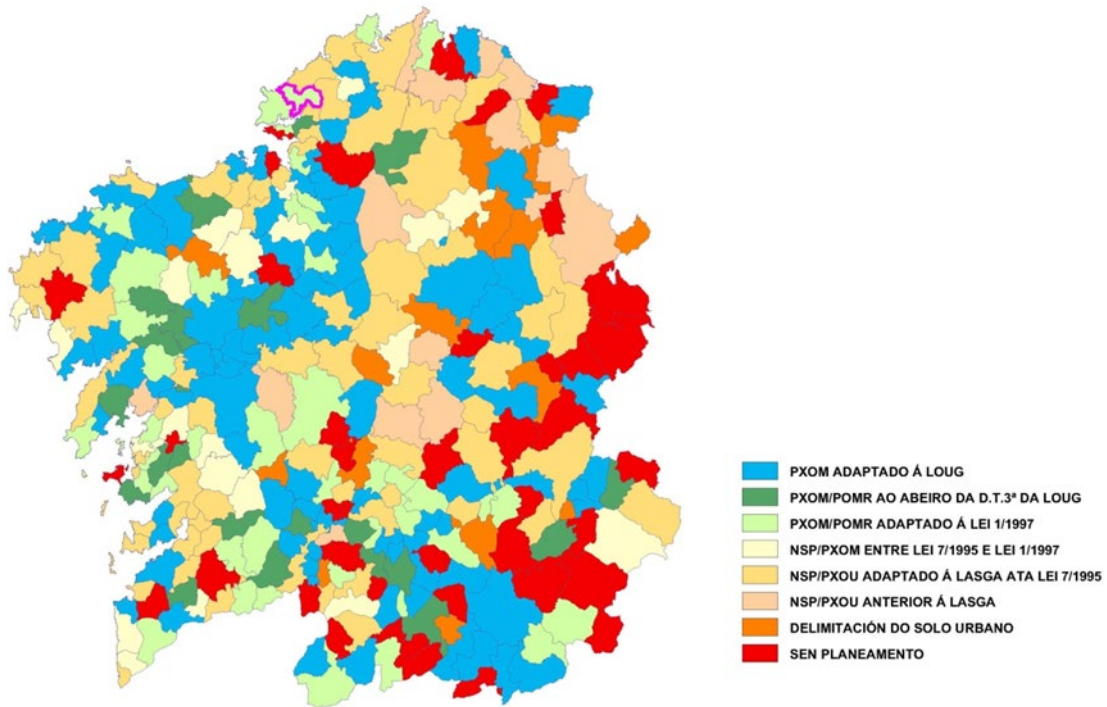 PXOM ADAPTADO Á LOUG
PXOM/POMR AO ABEIRO DA D.T.3ª DA LOUG
PXOM/POMR ADAPTADO Á LEI 1/1997
NSP/PXOM ENTRE LEI 7/1995 E LEI 1/1997
NSP/PXOU ADAPTADO Á LASGA ATA LEI 7/1995
NSP/PXOU ANTERIOR Á LASGA
DELIMITACIÓN DO SOLO URBANO
SEN PLANEAMENTO